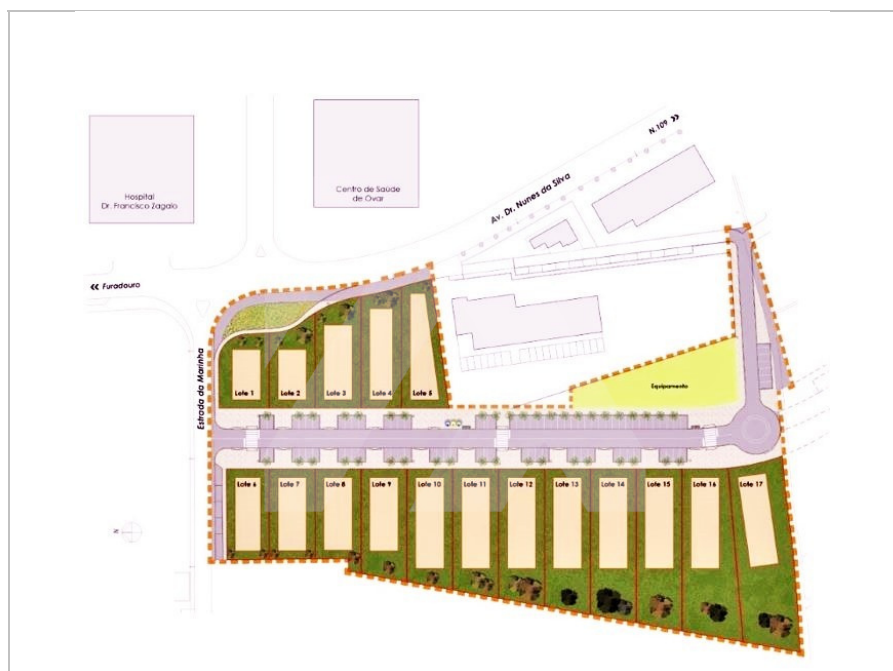 Hospital
Dr. Francisco Zagalo
Centro de Saúde
de Ovar
N.109 >>
Av. Dr. Nunes da Silva
<< Furadouro
Estrada da Marinha
Lote 1
Lote 2
Lote 3
Lote 4
Lote 5
Equipamento
Lote 6
Lote 7
Lote 8
Lote 9
Lote 10
Lote 11
Lote 12
Lote 13
Lote 14
Lote 15
Lote 16
Lote 17
N